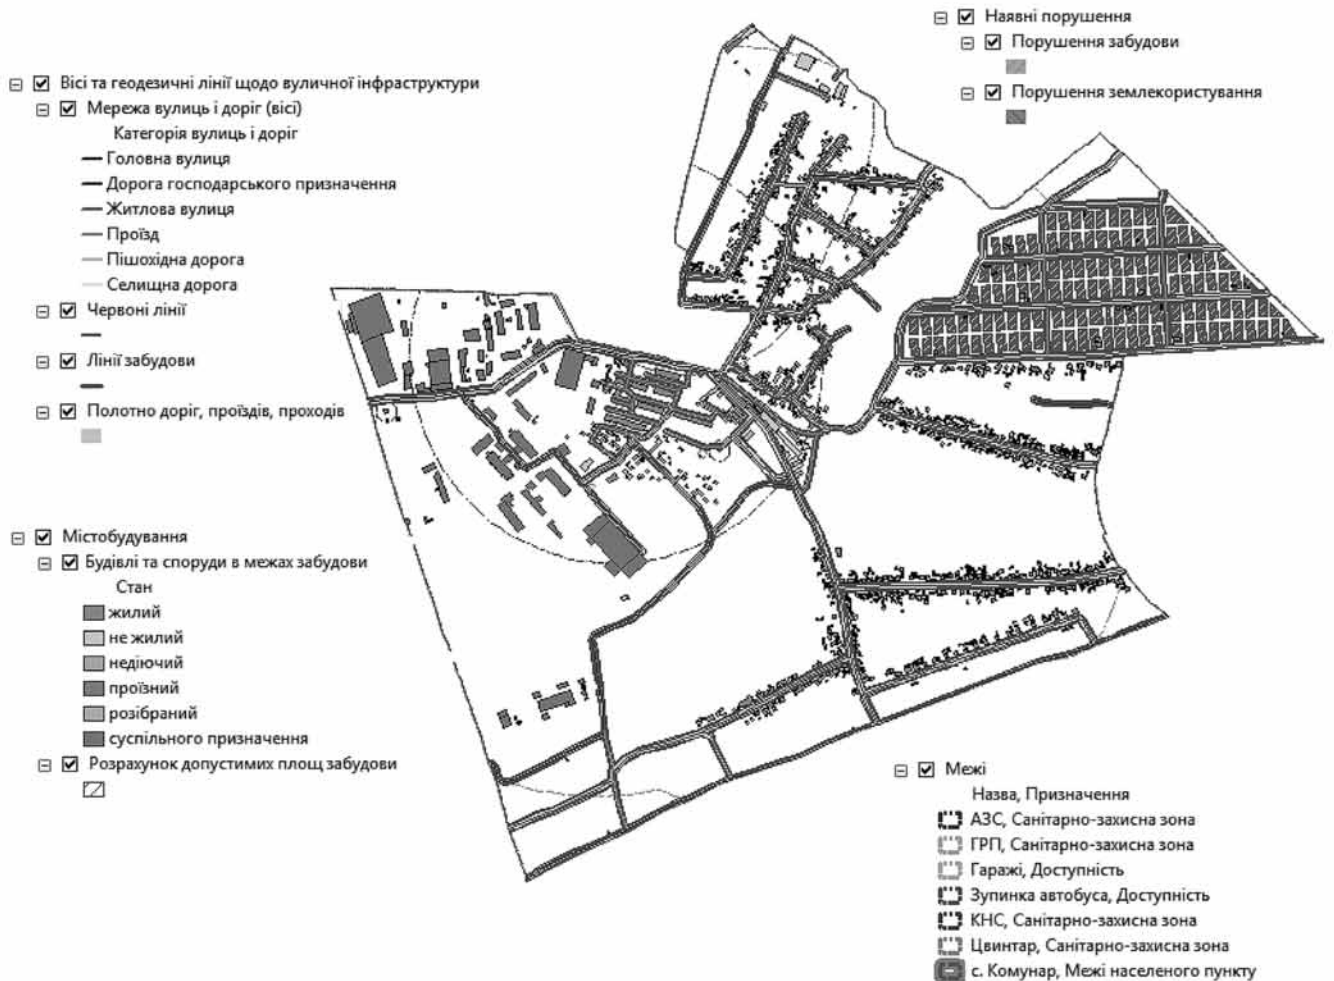 Вісі та геодезичні лінії щодо вуличної інфраструктури
Мережа вулиць і доріг (вісі)
Категорія вулиць і доріг
Головна вулиця
Дорога господарського призначення
Житлова вулиця
Проїзд
Пішохідна дорога
Селищна дорога
Червоні лінії
Лінії забудови
Полотно доріг, проїздів, проходів
Містобудування
Будівлі та споруди в межах забудови
Стан
жилий
не жилий
недіючий
проїзний
розібраний
суспільного призначення
Розрахунок допустимих площ забудови
Наявні порушення
Порушення забудови
Порушення землекористування
Межі
Назва, Призначення
АЗС, Санітарно-захисна зона
ГРП, Санітарно-захисна зона
Гаражі, Доступність
Зупинка автобуса, Доступність
КНС, Санітарно-захисна зона
Цвинтар, Санітарно-захисна зона
с. Комунар, Межі населеного пункту